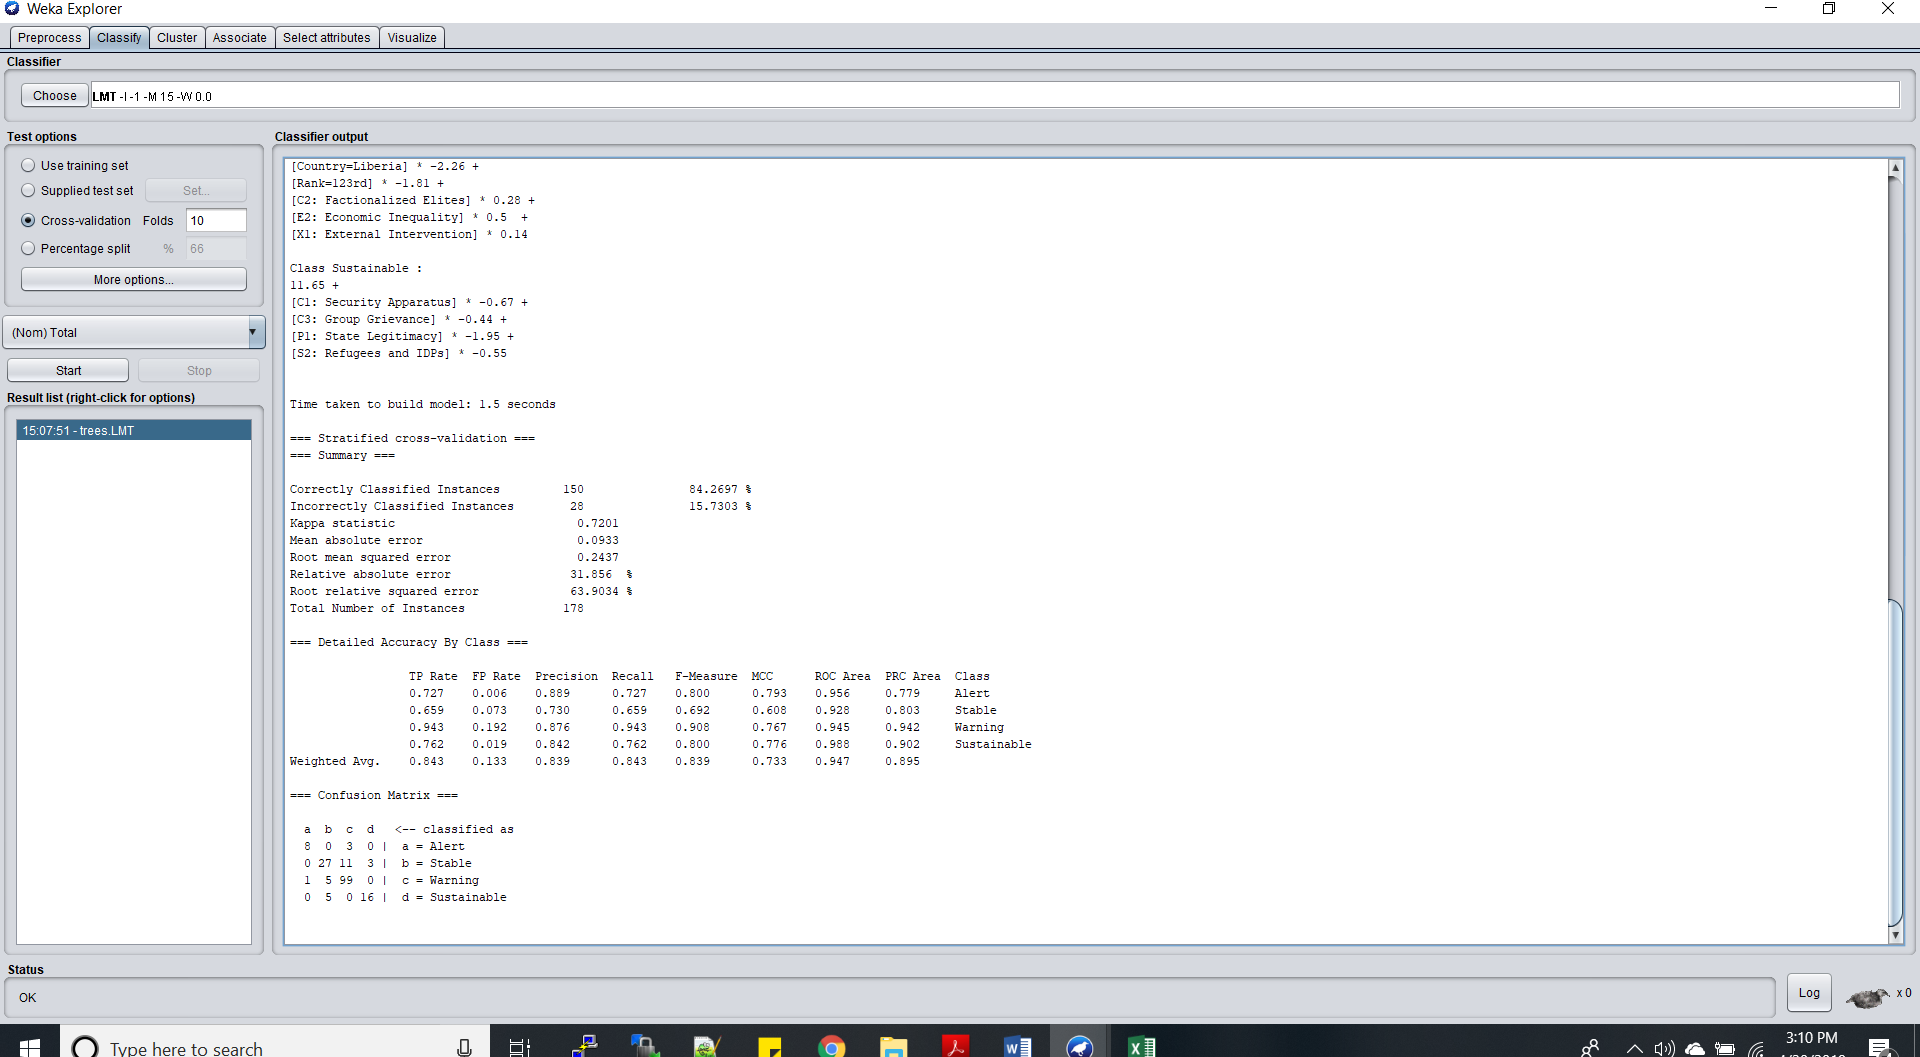 Weka Explorer
Preprocess Classify Cluster Associate Select attributes Visualize
Classifier
Choose LMT -I -1 -M 15 -W 0.0
Test options
Use training set
Supplied test set Set...
Cross-validation Folds 10
Percentage split % 66
More options...
(Nom) Total
Start Stop
Result list (right-click for options)
15:07:51 - trees.LMT
Classifier output
[Country=Liberia] * -2.26 +
[Rank=123rd] * -1.81 +
[C2: Factionalized Elites] * 0.28 +
[E2: Economic Inequality] * 0.5  +
[X1: External Intervention] * 0.14
Class Sustainable :
11.65 +
[C1: Security Apparatus] * -0.67 +
[C3: Group Grievance] * -0.44 +
[P1: State Legitimacy] * -1.95 +
[S2: Refugees and IDPs] * -0.55
Time taken to build model: 1.5 seconds
=== Stratified cross-validation ===
=== Summary ===
Correctly Classified Instances 150 84.2697 %
Incorrectly Classified Instances 28 15.7303 %
Kappa statistic 0.7201
Mean absolute error 0.0933
Root mean squared error 0.2437
Relative absolute error 31.856 %
Root relative squared error 63.9034 %
Total Number of Instances 178
=== Detailed Accuracy By Class ===
TP Rate FP Rate Precision Recall F-Measure MCC ROC Area PRC Area Class
0.727 0.006 0.889 0.727 0.800 0.793 0.956 0.779 Alert
0.659 0.073 0.730 0.659 0.692 0.608 0.928 0.803 Stable
0.943 0.192 0.876 0.943 0.908 0.767 0.945 0.942 Warning
0.762 0.019 0.842 0.762 0.800 0.776 0.988 0.902 Sustainable
Weighted Avg. 0.843 0.133 0.839 0.843 0.839 0.733 0.947 0.895
=== Confusion Matrix ===
a b c d <-- classified as
8 0 3 0 | a = Alert
0 27 11 3 | b = Stable
1 5 99 0 | c = Warning
0 5 0 16 | d = Sustainable
Status
OK
Log
x 0
Type here to search
3:10 PM